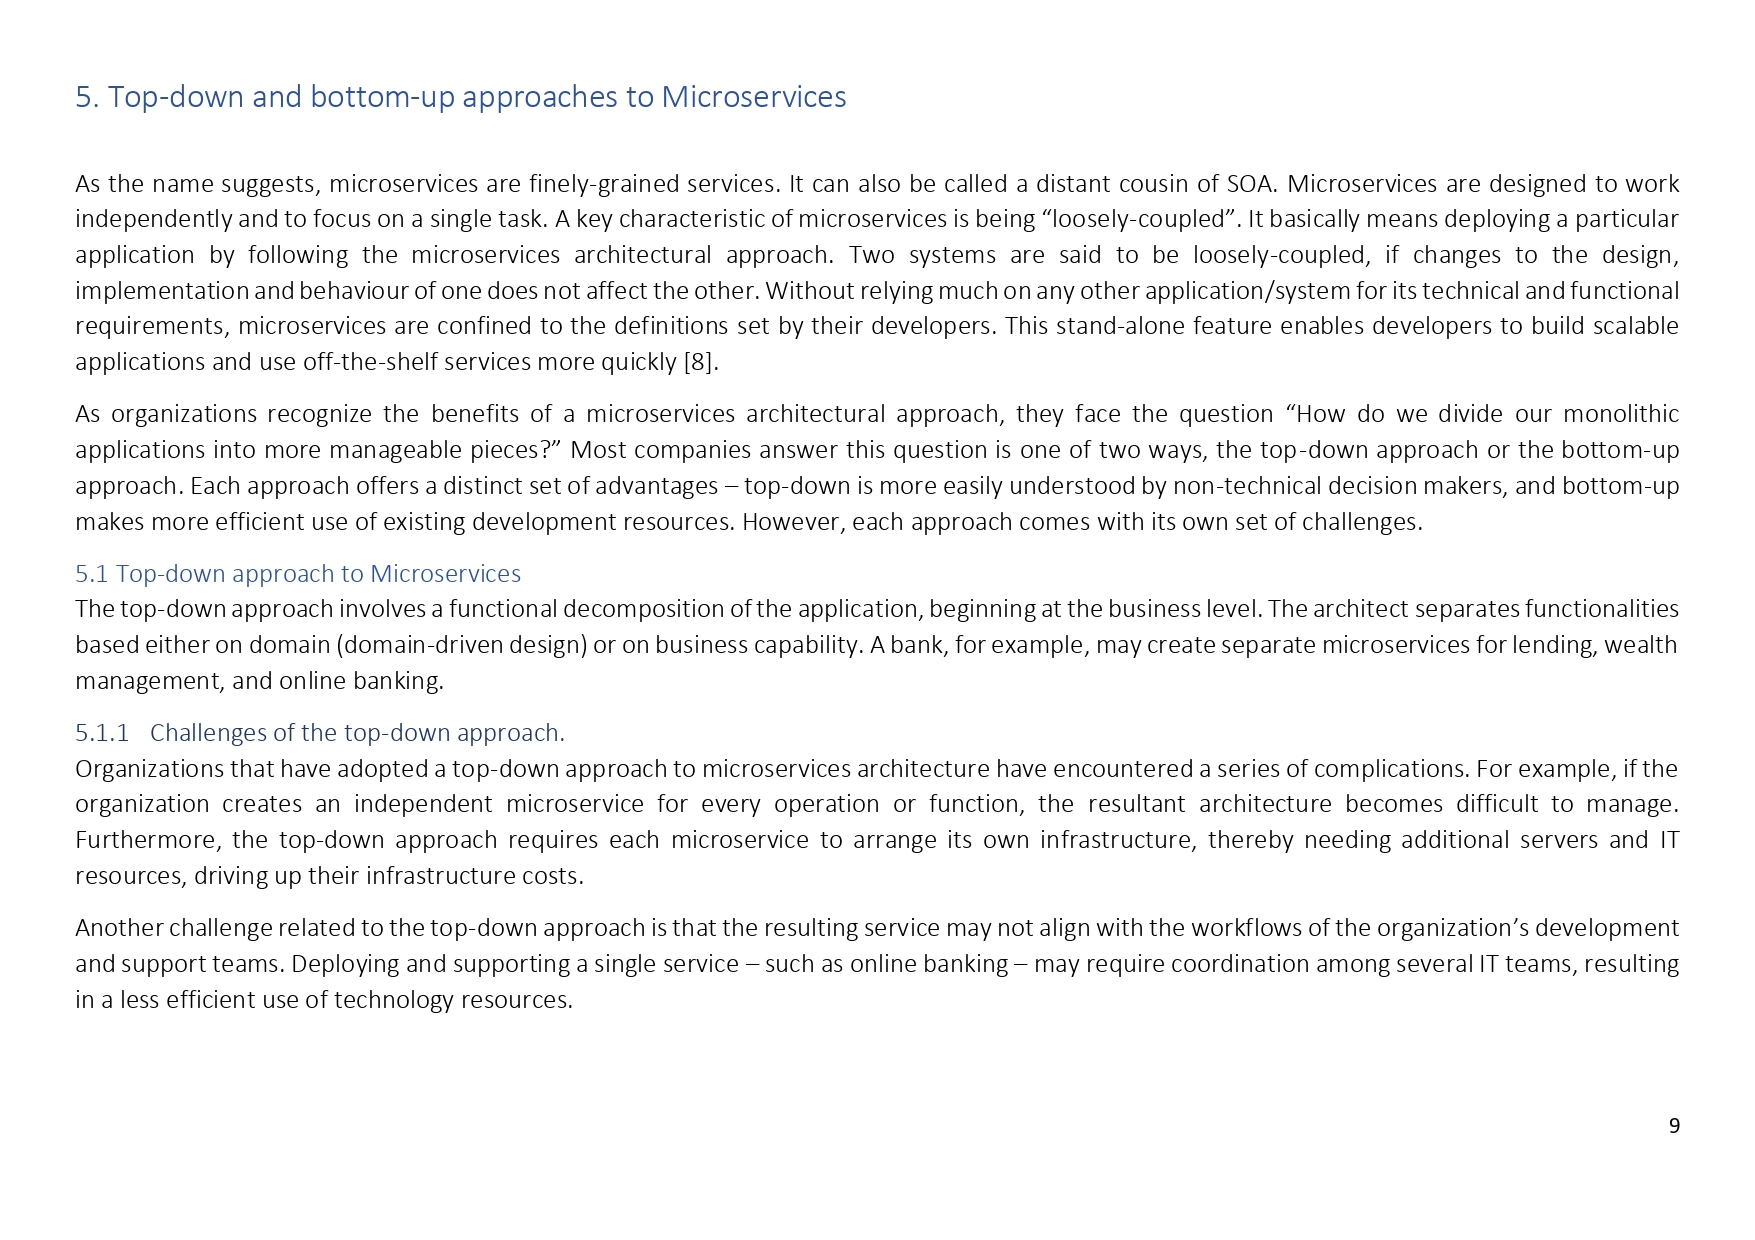 5. Top-down and bottom-up approaches to Microservices
As the name suggests, microservices are finely-grained services. It can also be called a distant cousin of SOA. Microservices are designed to work
independently and to focus on a single task. A key characteristic of microservices is being “loosely-coupled”. It basically means deploying a particular
application by following the microservices architectural approach. Two systems are said to be loosely-coupled, if changes to the design,
implementation and behaviour of one does not affect the other. Without relying much on any other application/system for its technical and functional
requirements, microservices are confined to the definitions set by their developers. This stand-alone feature enables developers to build scalable
applications and use off-the-shelf services more quickly [8].
As organizations recognize the benefits of a microservices architectural approach, they face the question “How do we divide our monolithic
applications into more manageable pieces?” Most companies answer this question is one of two ways, the top-down approach or the bottom-up
approach. Each approach offers a distinct set of advantages – top-down is more easily understood by non-technical decision makers, and bottom-up
makes more efficient use of existing development resources. However, each approach comes with its own set of challenges.
5.1 Top-down approach to Microservices
The top-down approach involves a functional decomposition of the application, beginning at the business level. The architect separates functionalities
based either on domain (domain-driven design) or on business capability. A bank, for example, may create separate microservices for lending, wealth
management, and online banking.
5.1.1 Challenges of the top-down approach.
Organizations that have adopted a top-down approach to microservices architecture have encountered a series of complications. For example, if the
organization creates an independent microservice for every operation or function, the resultant architecture becomes difficult to manage.
Furthermore, the top-down approach requires each microservice to arrange its own infrastructure, thereby needing additional servers and IT
resources, driving up their infrastructure costs.
Another challenge related to the top-down approach is that the resulting service may not align with the workflows of the organization’s development
and support teams. Deploying and supporting a single service – such as online banking – may require coordination among several IT teams, resulting
in a less efficient use of technology resources.
9